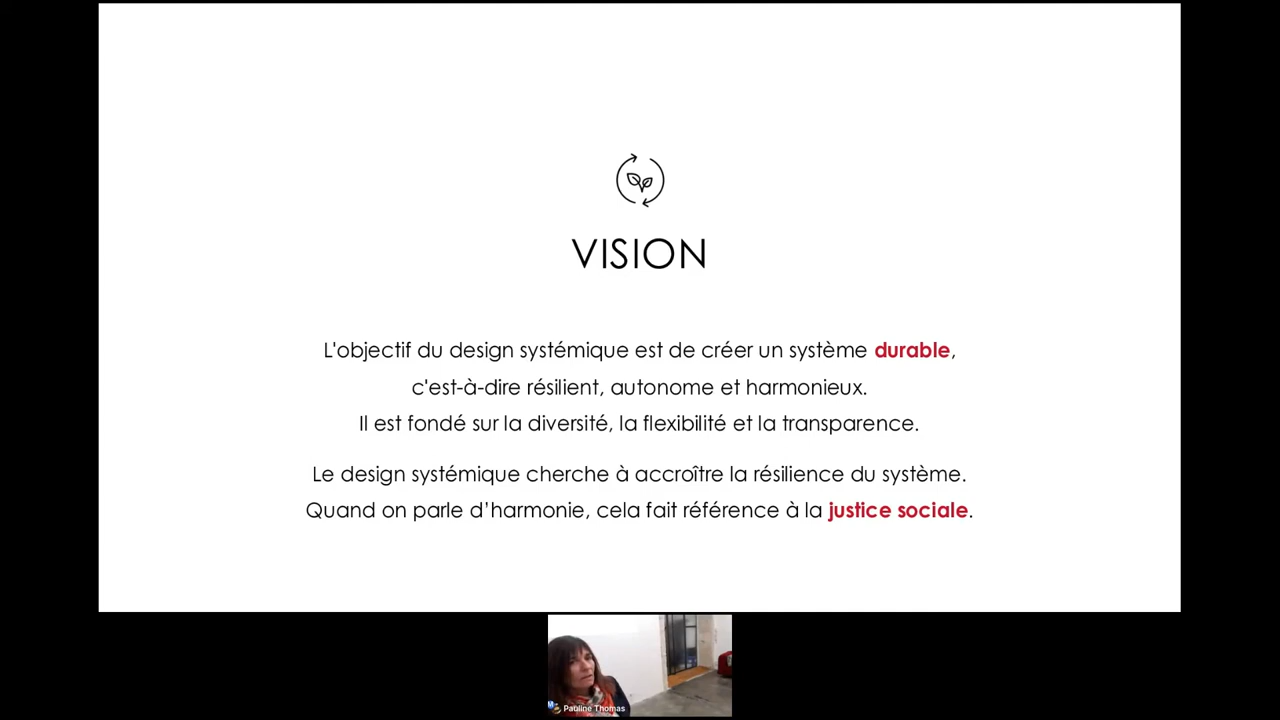 VISION
L'objectif du design systémique est de créer un système durable,
c'est-à-dire résilient, autonome et harmonieux.
Il est fondé sur la diversité, la flexibilité et la transparence.
Le design systémique cherche à accroître la résilience du système.
Quand on parle d’harmonie, cela fait référence à la justice sociale.
Pauline Thomas